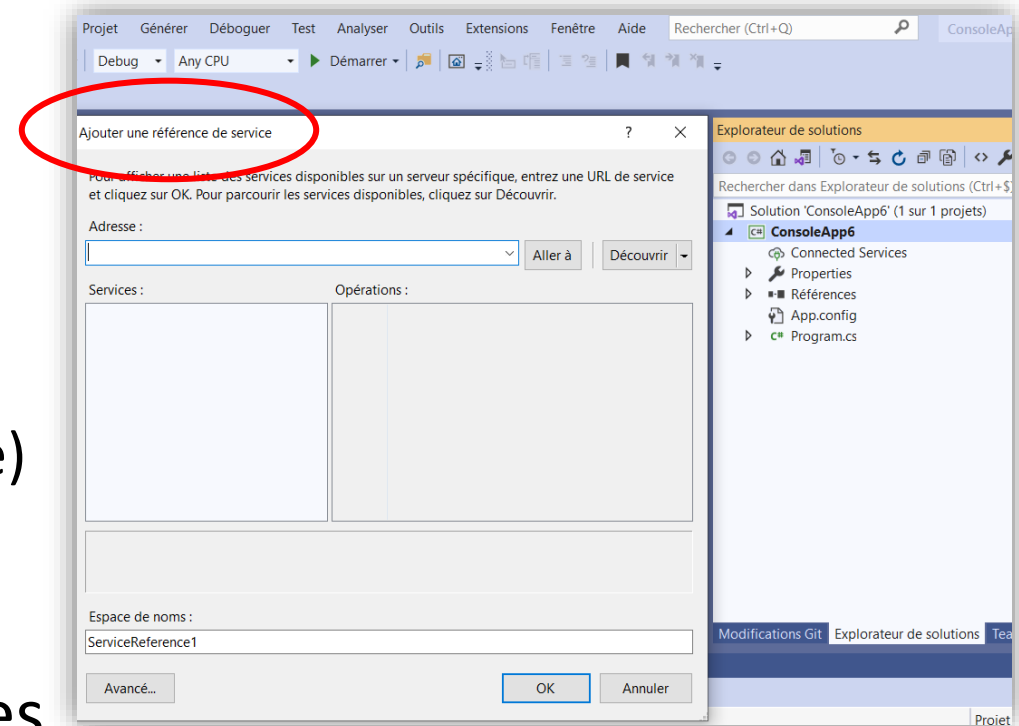 Projet Générer Déboguer Test Analyser Outils Extensions Fenêtre Aide Rechercher (Ctrl+Q) ConsoleAp
Debug Any CPU Démarrer
Ajouter une référence de service ? ×
Pour afficher une liste des services disponibles sur un serveur spécifique, entrez une URL de service
et cliquez sur OK. Pour parcourir les services disponibles, cliquez sur Découvrir.
Adresse :
Aller à Découvrir
Services : Opérations :
Espace de noms :
ServiceReference1
Avancé... OK Annuler
Explorateur de solutions
Rechercher dans Explorateur de solutions (Ctrl+$)
Solution 'ConsoleApp6' (1 sur 1 projets)
C# ConsoleApp6
Connected Services
Properties
Références
App.config
C# Program.cs
Modifications Git Explorateur de solutions Tea
Projet
e)
es